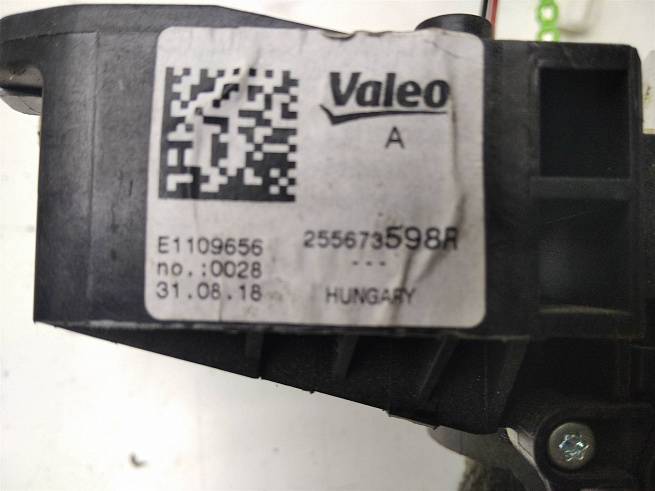 Valeo
A
E1109656
255673598R
no.:0028
---
31.08.18
HUNGARY